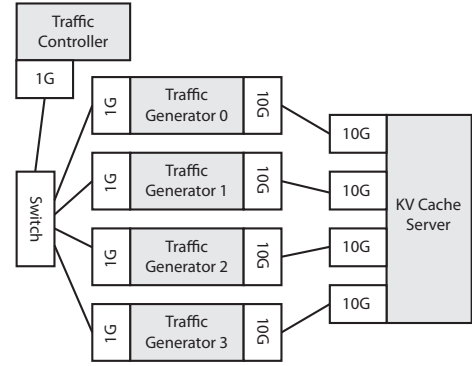 Traffic
Controller
1G
1G
Traffic
Generator 0
10G
10G
1G
Traffic
Generator 1
10G
10G
Switch
KV Cache
Server
1G
Traffic
Generator 2
10G
10G
1G
Traffic
Generator 3
10G
10G